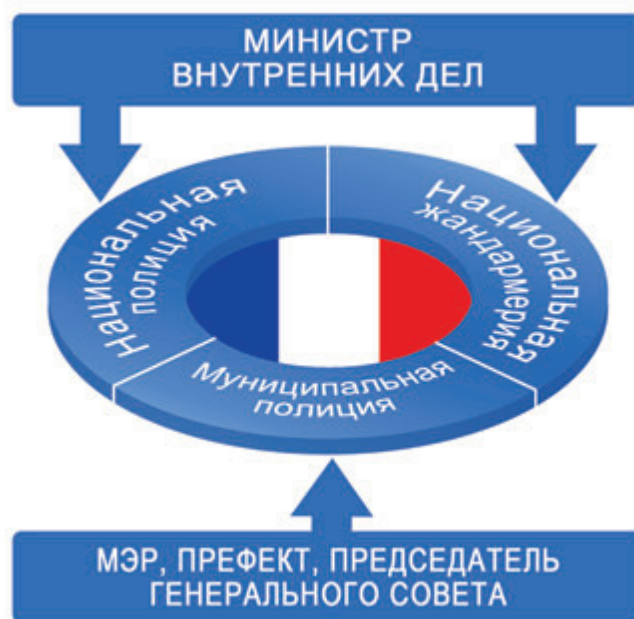 МИНИСТР
ВНУТРЕННИХ ДЕЛ
Национальная
полиция
Национальная
жандармерия
Муниципальная
полиция
МЭР, ПРЕФЕКТ, ПРЕДСЕДАТЕЛЬ
ГЕНЕРАЛЬНОГО СОВЕТА